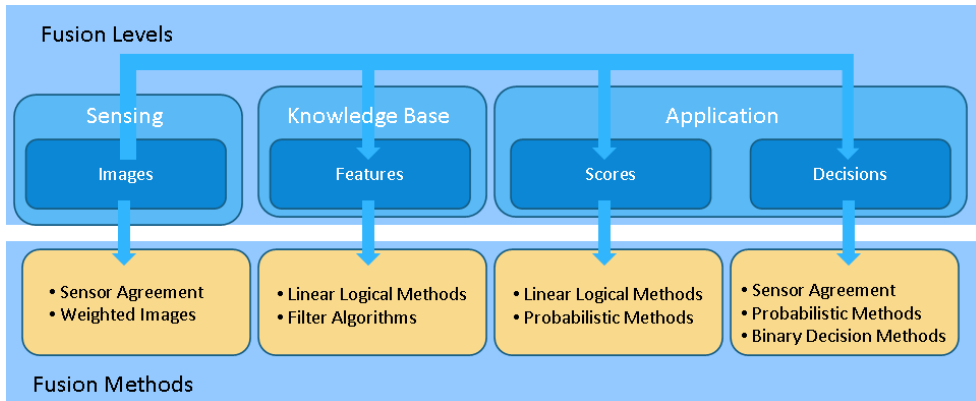 Fusion Levels
Sensing
Knowledge Base
Application
Images
Features
Scores
Decisions
• Sensor Agreement
• Weighted Images
• Linear Logical Methods
• Filter Algorithms
• Linear Logical Methods
• Probabilistic Methods
• Sensor Agreement
• Probabilistic Methods
• Binary Decision Methods
Fusion Methods